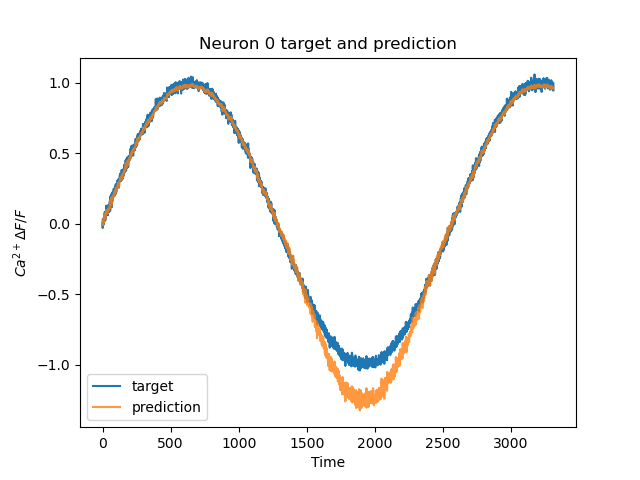 Neuron 0 target and prediction
1.0
0.5
0.0
−0.5
−1.0
Ca²⁺ ΔF/F
target
prediction
0 500 1000 1500 2000 2500 3000
Time